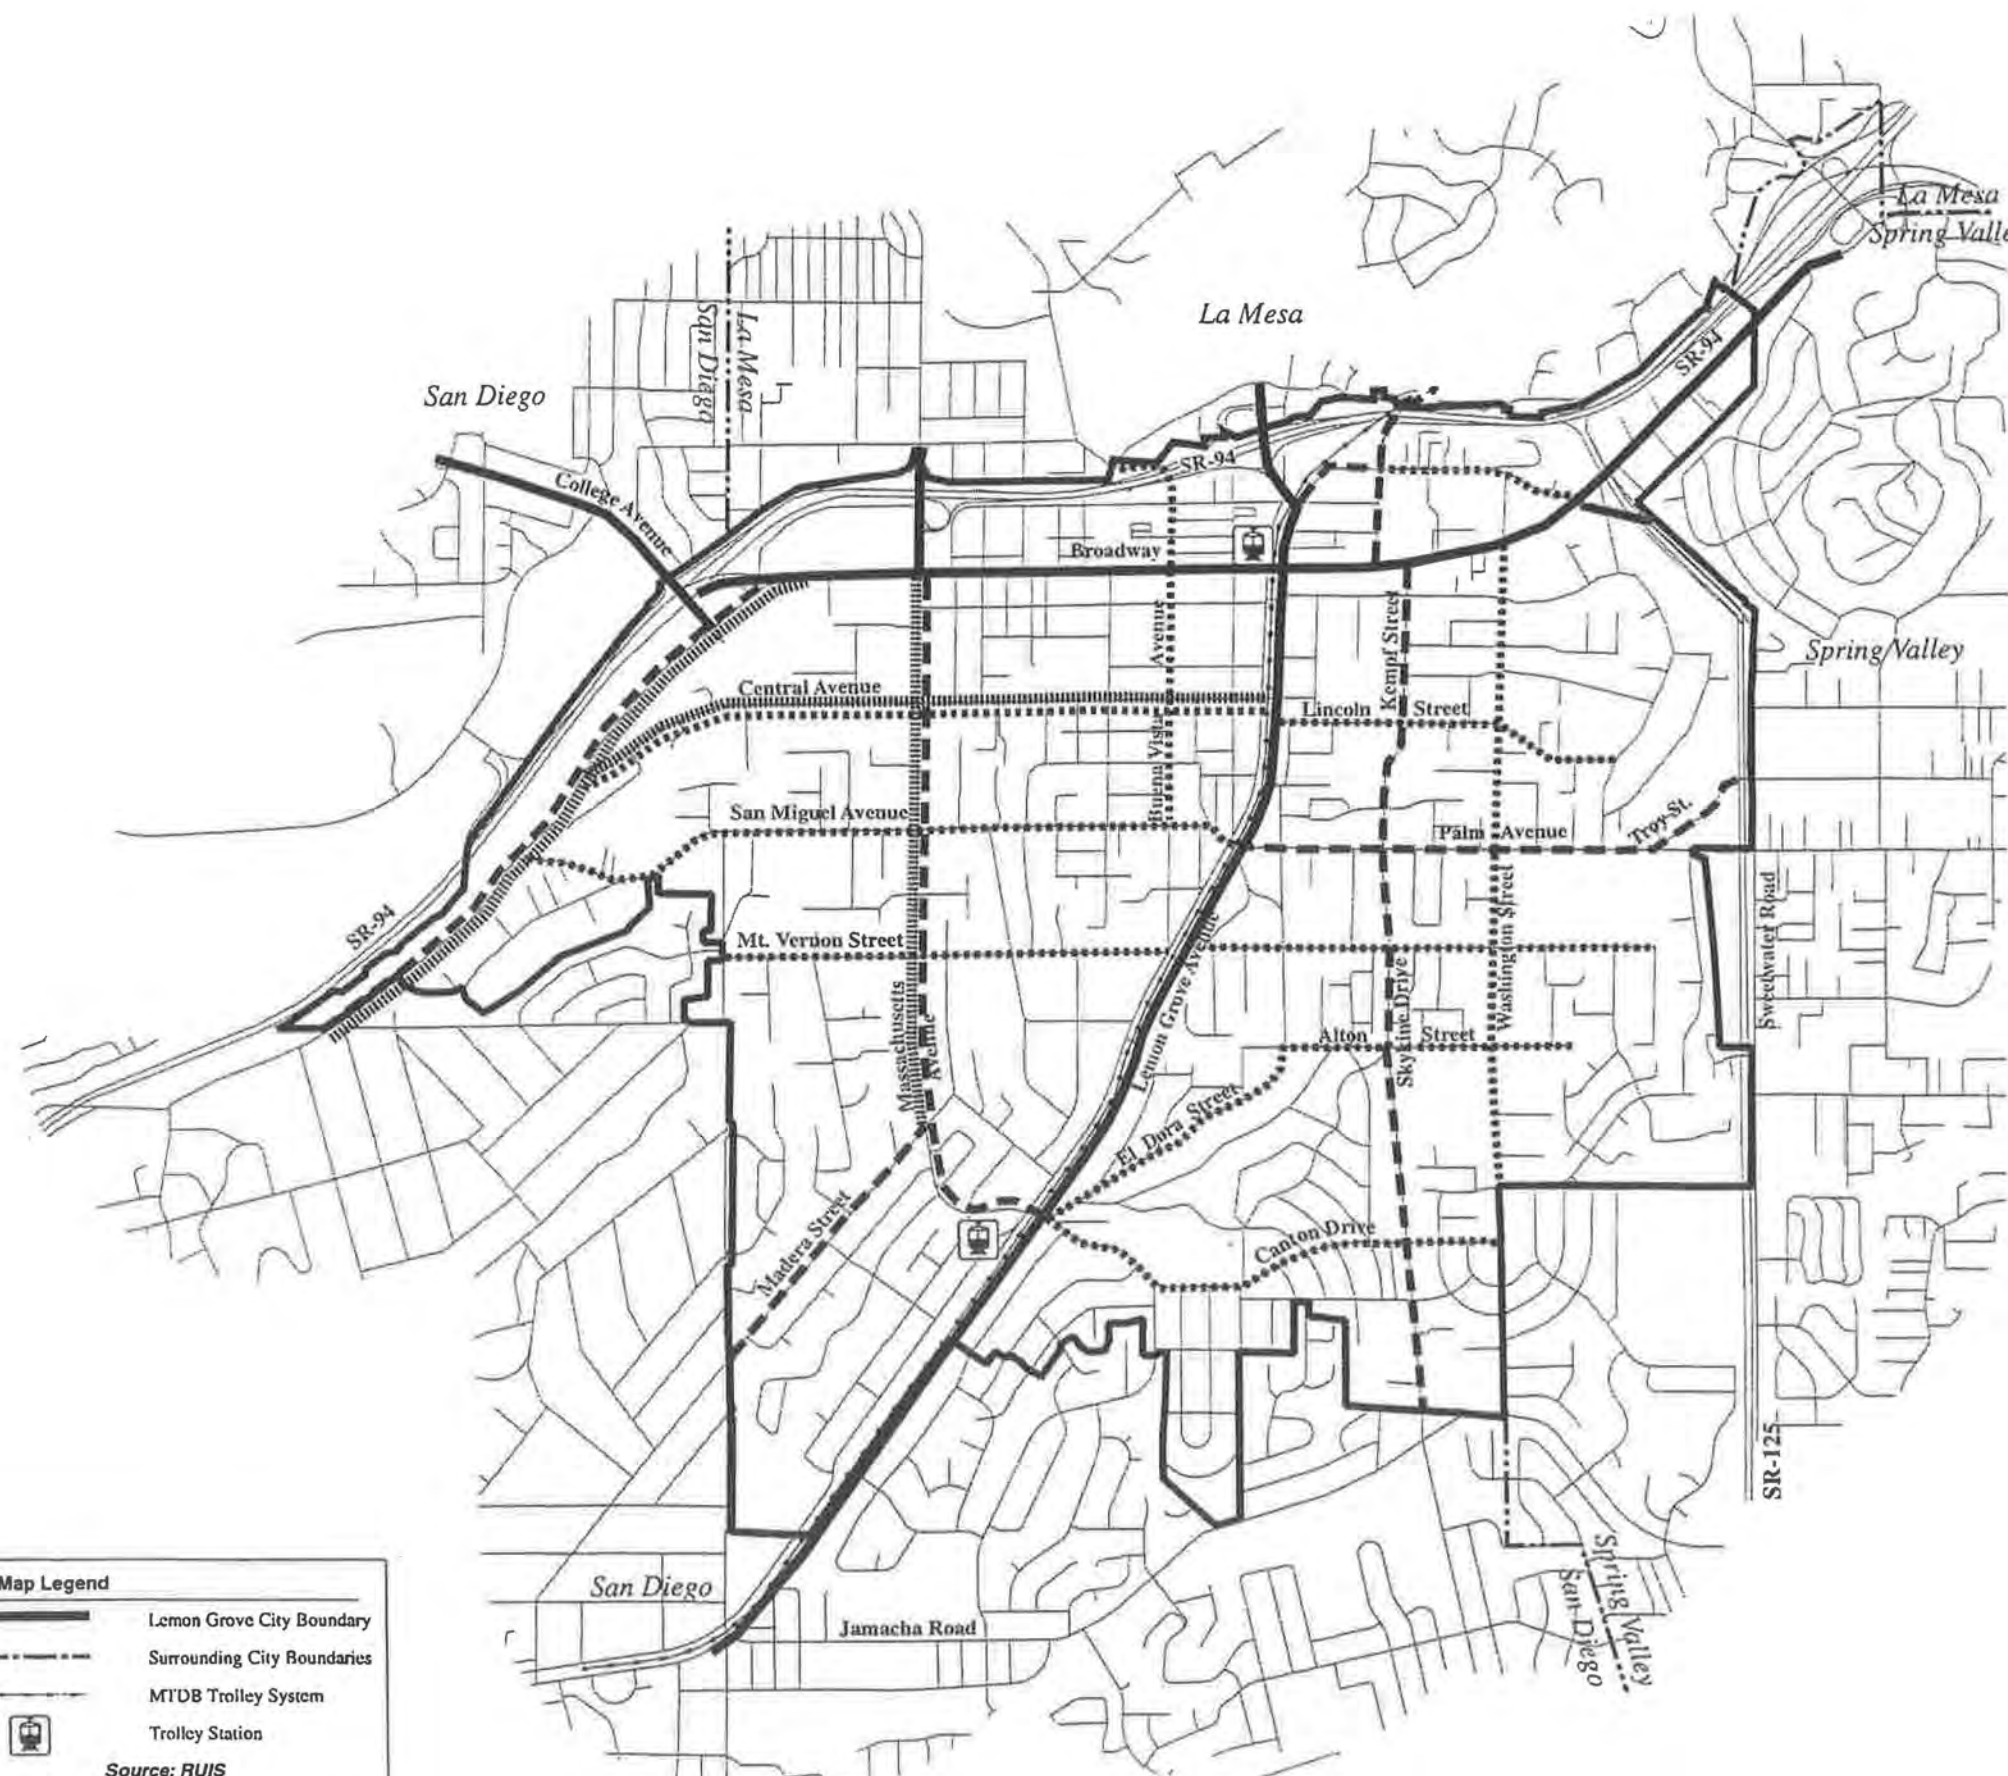 La Mesa
Spring Valle
La Mesa
San Diego
La Mesa
San Diego
SR-94
College Avenue
SR-94
Broadway
Spring Valley
Kempf Street
Avenue
Central Avenue
Lincoln Street
Buena Vista
San Miguel Avenue
Palm Avenue
Troy St.
Washington Street
Sweetwater Road
SR-94
Mt. Vernon Street
Lemon Grove Avenue
Massachusetts
Avenue
Alton Street
Skyline Drive
El Dora Street
Madera Street
Canton Drive
SR-125
San Diego
Jamacha Road
Spring Valley
San Diego
Map Legend
Lemon Grove City Boundary
Surrounding City Boundaries
MTDB Trolley System
Trolley Station
Source: RUIS